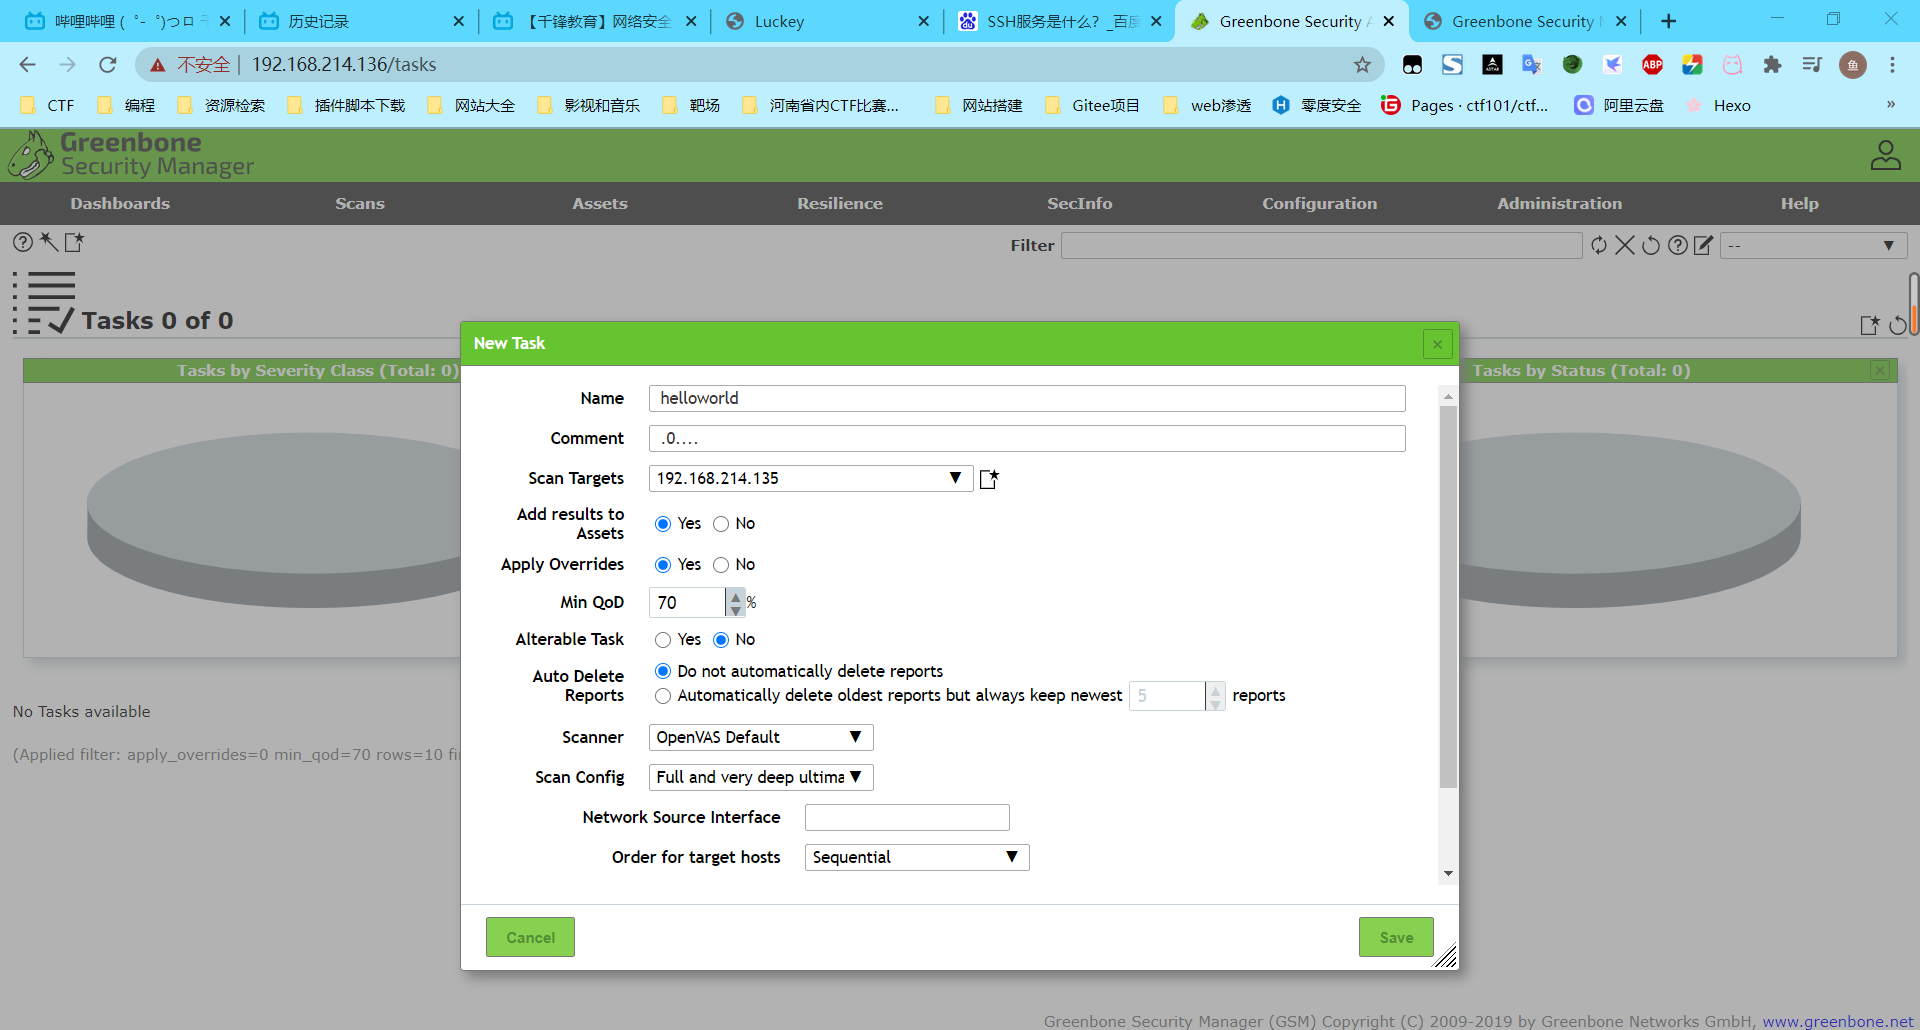 哔哩哔哩 ( ゜- ゜)つロ
历史记录
【千锋教育】网络安全
Luckey
SSH服务是什么？_百度
Greenbone Security A
Greenbone Security M
不安全 | 192.168.214.136/tasks
CTF 编程 资源检索 插件脚本下载 网站大全 影视和音乐 靶场 河南省内CTF比赛... 网站搭建 Gitee项目 web渗透 零度安全 Pages · ctf101/ctf... 阿里云盘 Hexo »
Greenbone
Security Manager
Dashboards Scans Assets Resilience SecInfo Configuration Administration Help
Filter --
Tasks 0 of 0
Tasks by Severity Class (Total: 0)
Tasks by Status (Total: 0)
No Tasks available
(Applied filter: apply_overrides=0 min_qod=70 rows=10
New Task
Name helloworld
Comment .0....
Scan Targets 192.168.214.135
Add results to
Assets
Yes No
Apply Overrides Yes No
Min QoD 70 %
Alterable Task Yes No
Auto Delete
Reports
Do not automatically delete reports
Automatically delete oldest reports but always keep newest 5 reports
Scanner OpenVAS Default
Scan Config Full and very deep ultima
Network Source Interface
Order for target hosts Sequential
Cancel Save
Greenbone Security Manager (GSM) Copyright (C) 2009-2019 by Greenbone Networks GmbH, www.greenbone.net
鱼
ABP